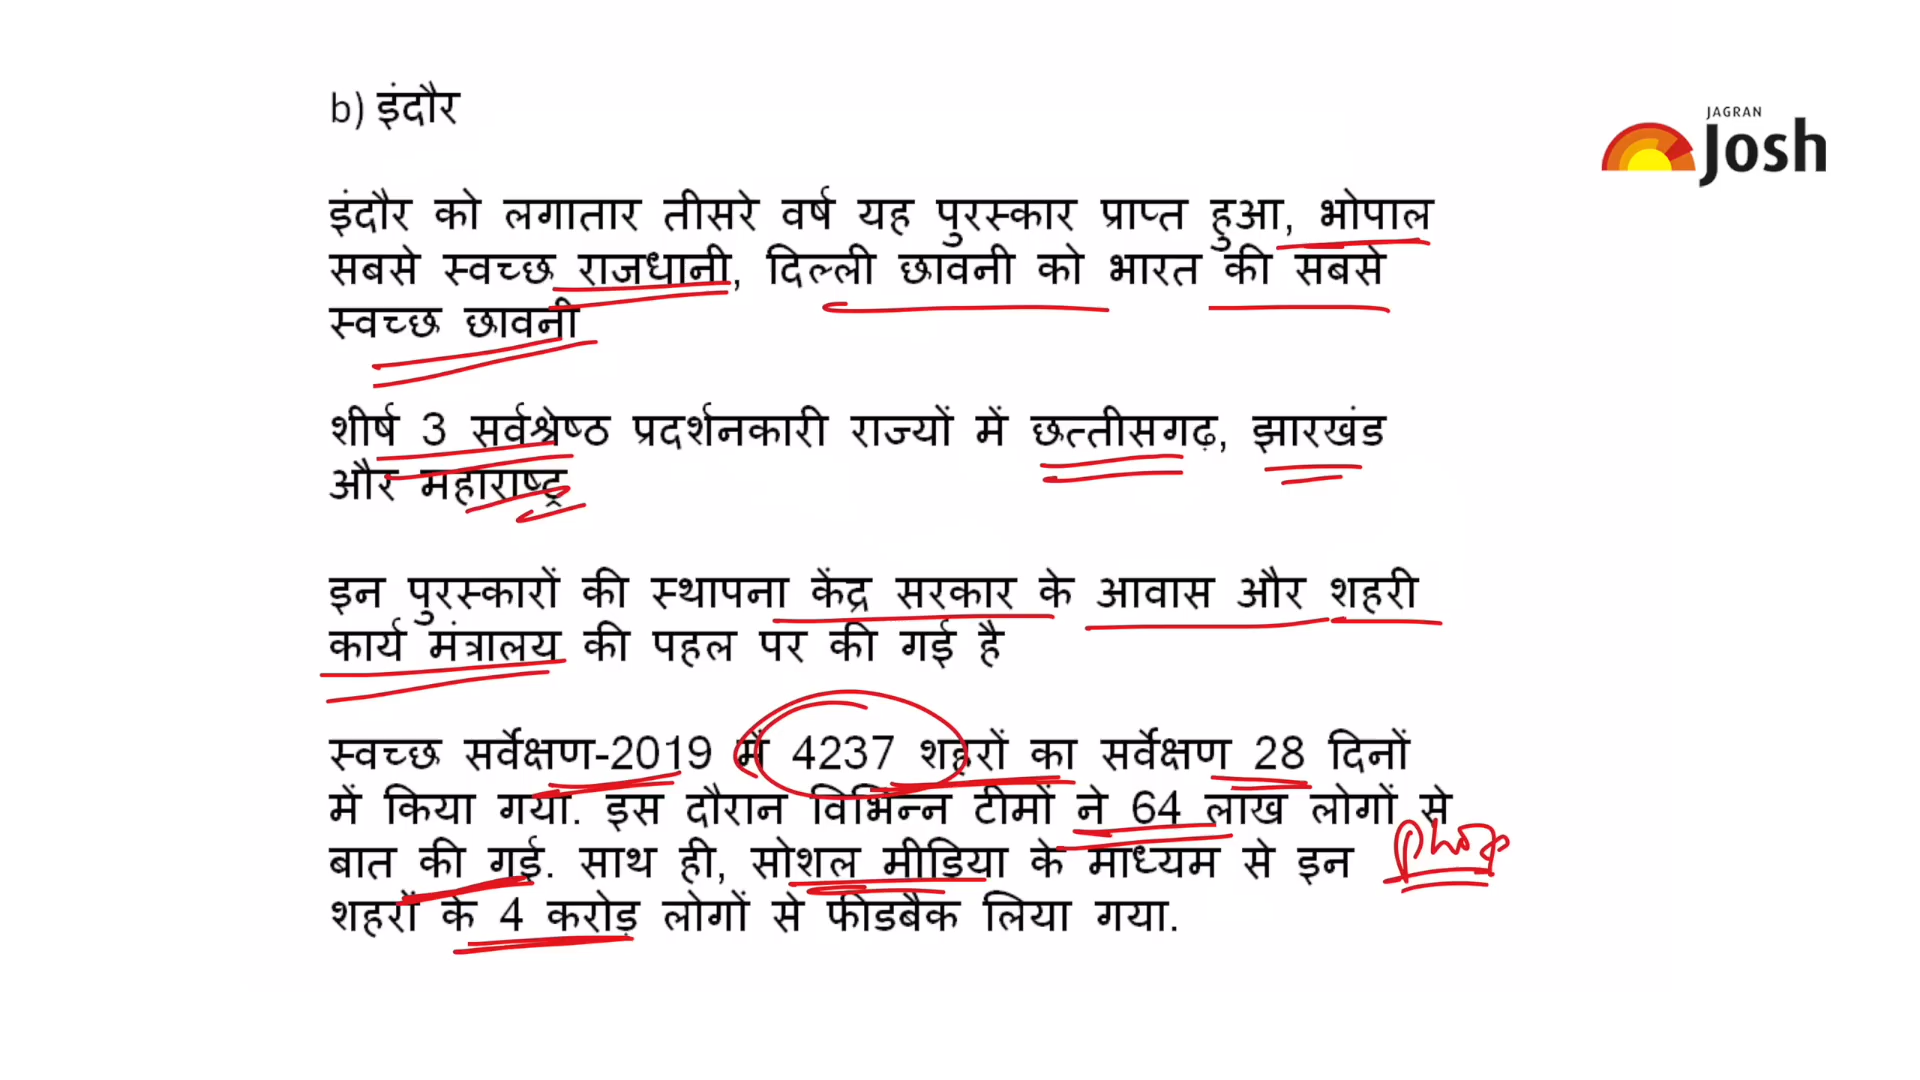 b) इंदौर
JAGRAN
Josh
इंदौर को लगातार तीसरे वर्ष यह पुरस्कार प्राप्त हुआ, भोपाल
सबसे स्वच्छ राजधानी, दिल्ली छावनी को भारत की सबसे
स्वच्छ छावनी
शीर्ष 3 सर्वश्रेष्ठ प्रदर्शनकारी राज्यों में छत्तीसगढ़, झारखंड
और महाराष्ट्र
इन पुरस्कारों की स्थापना केंद्र सरकार के आवास और शहरी
कार्य मंत्रालय की पहल पर की गई है
स्वच्छ सर्वेक्षण-2019 में 4237 शहरों का सर्वेक्षण 28 दिनों
में किया गया. इस दौरान विभिन्न टीमों ने 64 लाख लोगों से
बात की गई. साथ ही, सोशल मीडिया के माध्यम से इन
शहरों के 4 करोड़ लोगों से फीडबैक लिया गया.